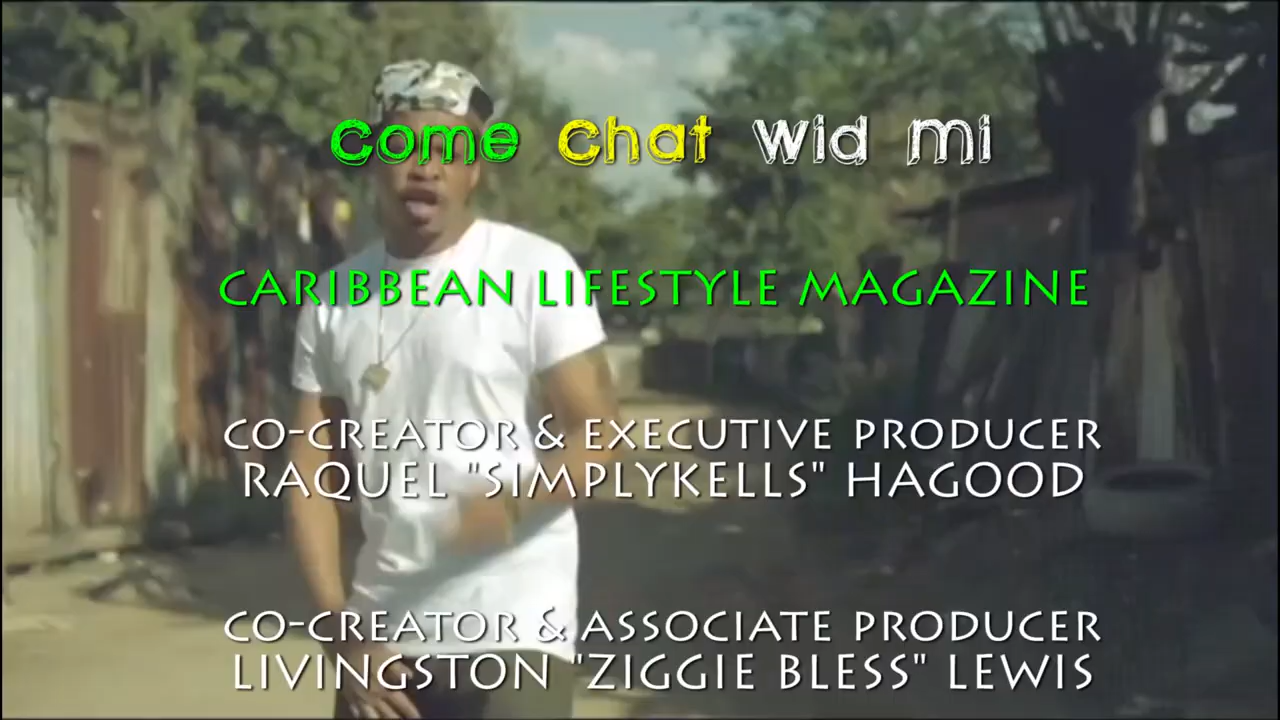 Come Chat Wid Mi
CARIBBEAN LIFESTYLE MAGAZINE
CO-CREATOR & EXECUTIVE PRODUCER
RAQUEL "SIMPLYKELLS" HAGOOD
CO-CREATOR & ASSOCIATE PRODUCER
LIVINGSTON "ZIGGIE BLESS" LEWIS